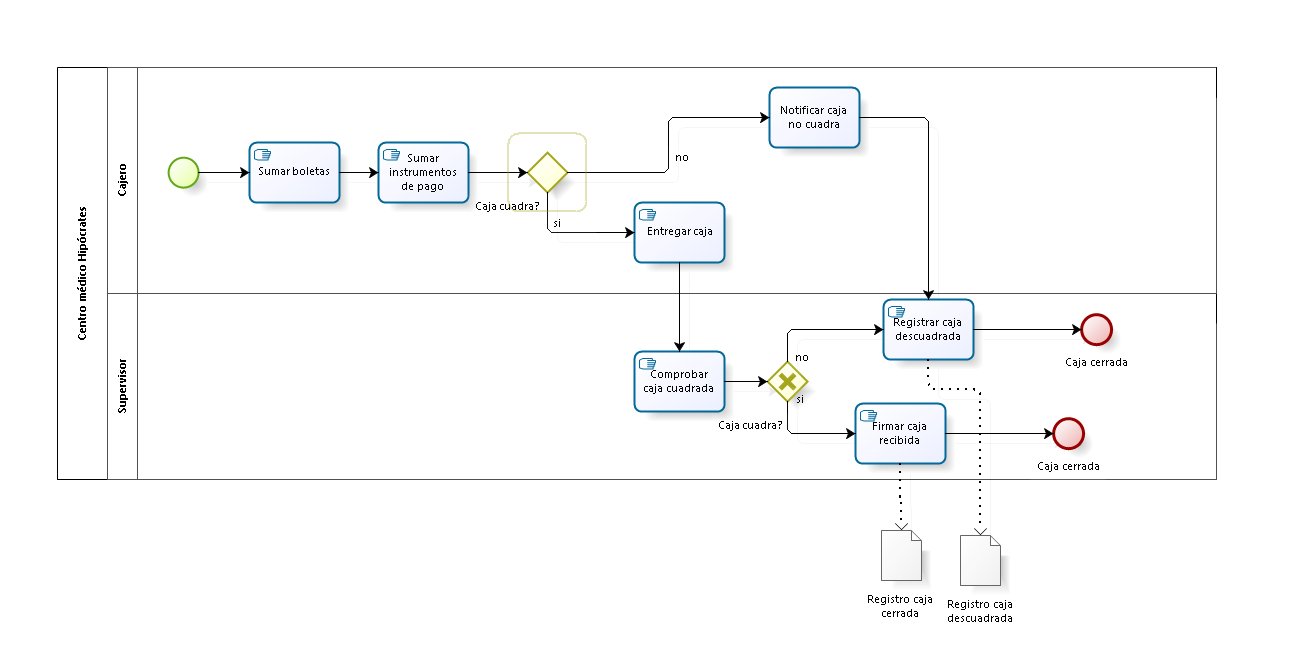 Centro médico Hipócrates
Cajero
Sumar boletas
Sumar
instrumentos
de pago
Caja cuadra?
no
si
Notificar caja
no cuadra
Entregar caja
Supervisor
Comprobar
caja cuadrada
Caja cuadra?
no
si
Registrar caja
descuadrada
Caja cerrada
Firmar caja
recibida
Caja cerrada
Registro caja
cerrada
Registro caja
descuadrada